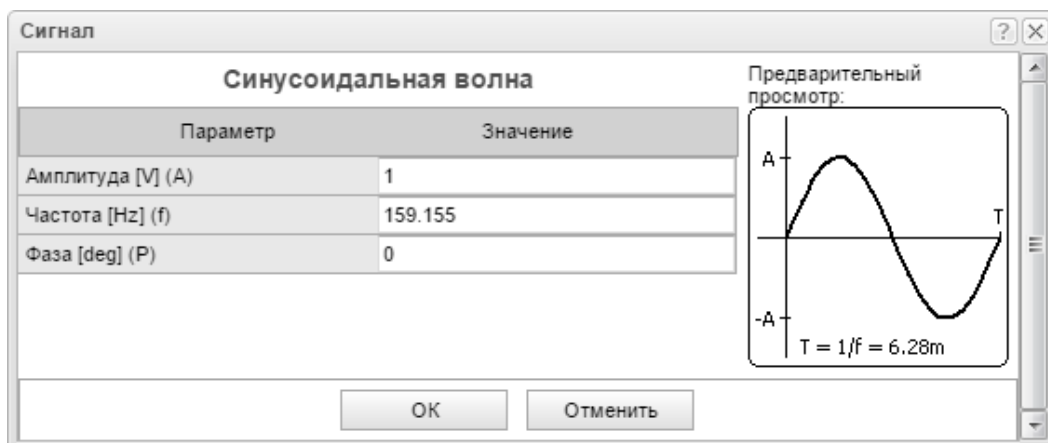 Сигнал
Синусоидальная волна
Параметр Значение
Амплитуда [V] (A) 1
Частота [Hz] (f) 159.155
Фаза [deg] (P) 0
Предварительный
просмотр:
A
T
-A
T = 1/f = 6.28m
OK Отменить